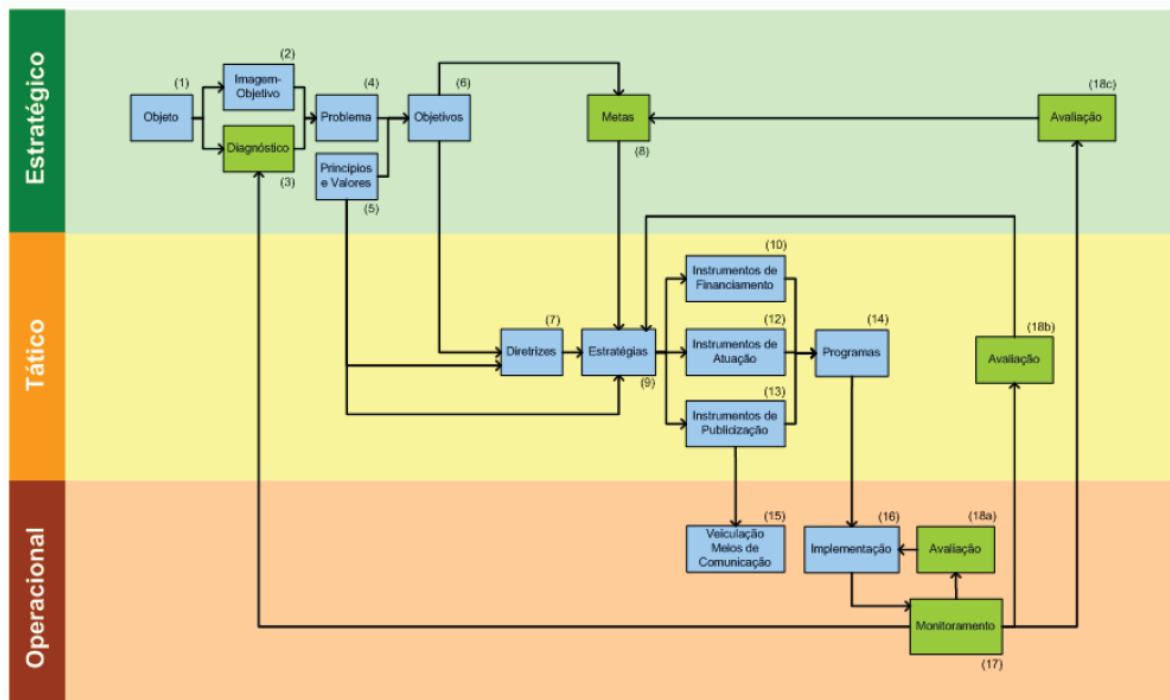 Estratégico
(1)
Objeto
(2)
Imagem-
Objetivo
Diagnóstico
(3)
(4)
Problema
Princípios
e Valores
(5)
(6)
Objetivos
Metas
(8)
(18c)
Avaliação
Tático
(7)
Diretrizes
Estratégias
(9)
(10)
Instrumentos de
Financiamento
(12)
Instrumentos de
Atuação
(13)
Instrumentos de
Publicização
(14)
Programas
(18b)
Avaliação
Operacional
(15)
Veiculação
Meios de
Comunicação
(16)
Implementação
(18a)
Avaliação
Monitoramento
(17)